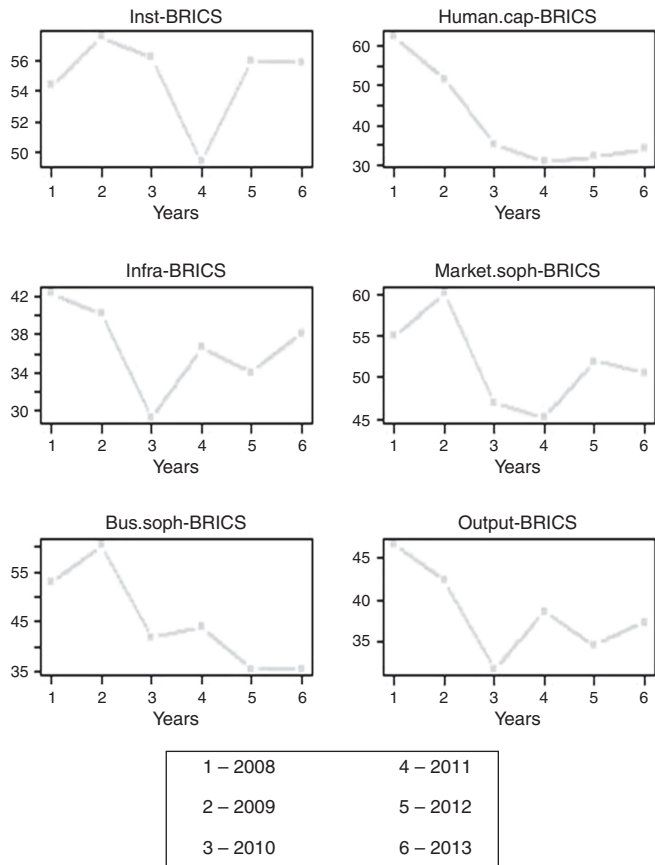 Inst-BRICS
56
54
52
50
1 2 3 4 5 6
Years
Human.cap-BRICS
60
50
40
30
1 2 3 4 5 6
Years
Infra-BRICS
42
38
34
30
1 2 3 4 5 6
Years
Market.soph-BRICS
60
55
50
45
1 2 3 4 5 6
Years
Bus.soph-BRICS
55
45
35
1 2 3 4 5 6
Years
Output-BRICS
45
40
35
1 2 3 4 5 6
Years
1 – 2008 4 – 2011
2 – 2009 5 – 2012
3 – 2010 6 – 2013